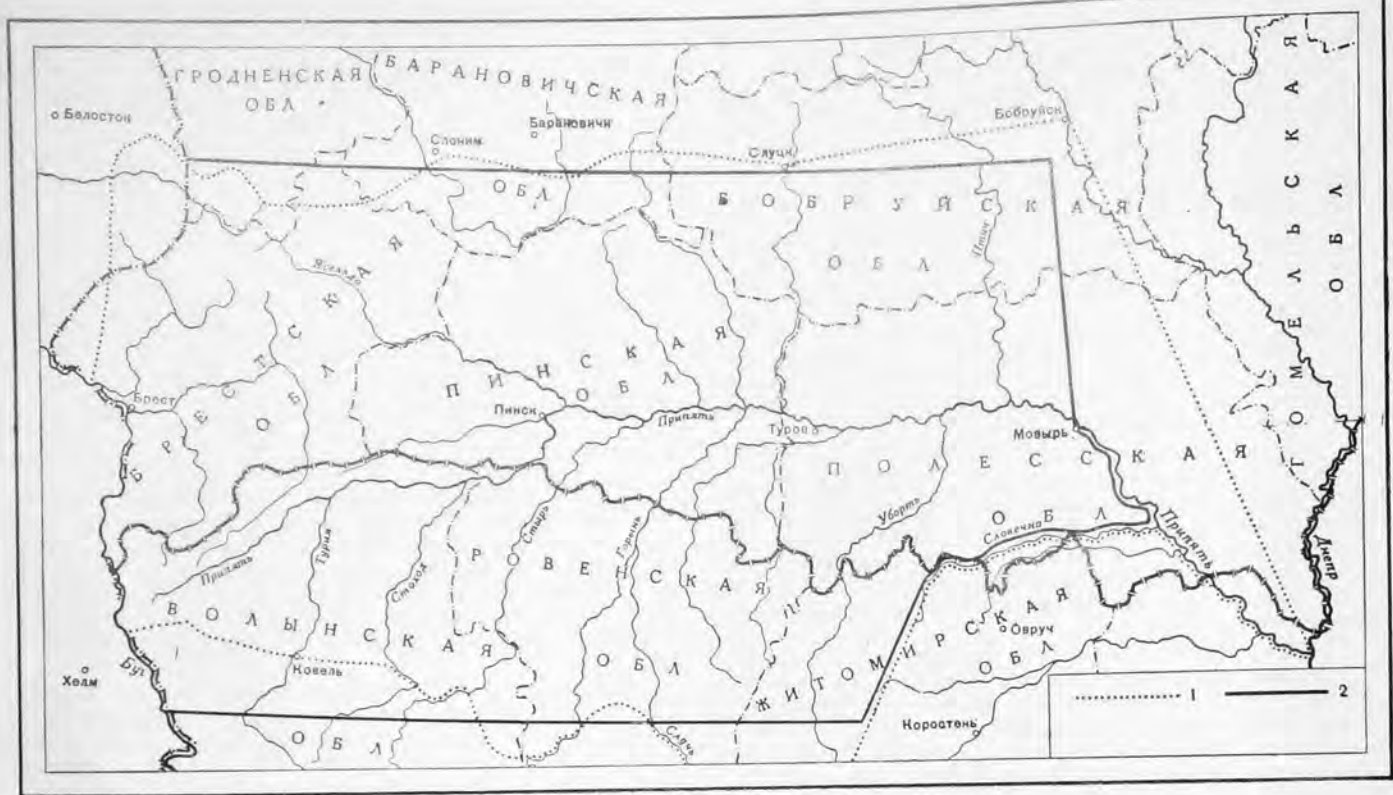 ГРОДНЕНСКАЯ
ОБЛ
БАРАНОВИЧСКАЯ
ОБЛ
Белосток
Барановичи
Слоним
Слуцк
Бобруйск
БОБРУЙСКАЯ
ОБЛ
Птич
ГОМЕЛЬСКАЯ
ОБЛ
Ясельда
БРЕСТСКАЯ
ОБЛ
Брест
ПИНСКАЯ
ОБЛ
Пинск
Припять
Туров
Мозырь
ПОЛЕССКАЯ
ОБЛ
Уборть
Словечна
Припять
Днепр
Припять
Турия
Стоход
Стырь
Горынь
РОВЕНСКАЯ
ОБЛ
ВОЛЫНСКАЯ
ОБЛ
Ковель
Холм
Буг
Случь
ЖИТОМИРСКАЯ
ОБЛ
Овруч
Коростень
1
2